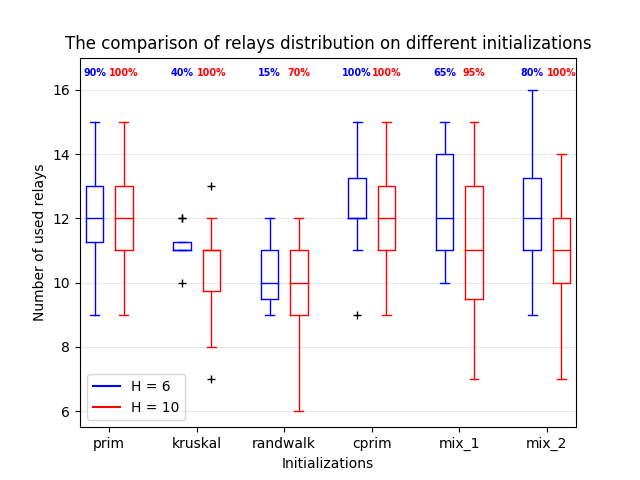 The comparison of relays distribution on different initializations
90% 100% 40% 100% 15% 70% 100% 100% 65% 95% 80% 100%
16
14
12
10
8
6
Number of used relays
H = 6
H = 10
prim kruskal randwalk cprim mix_1 mix_2
Initializations